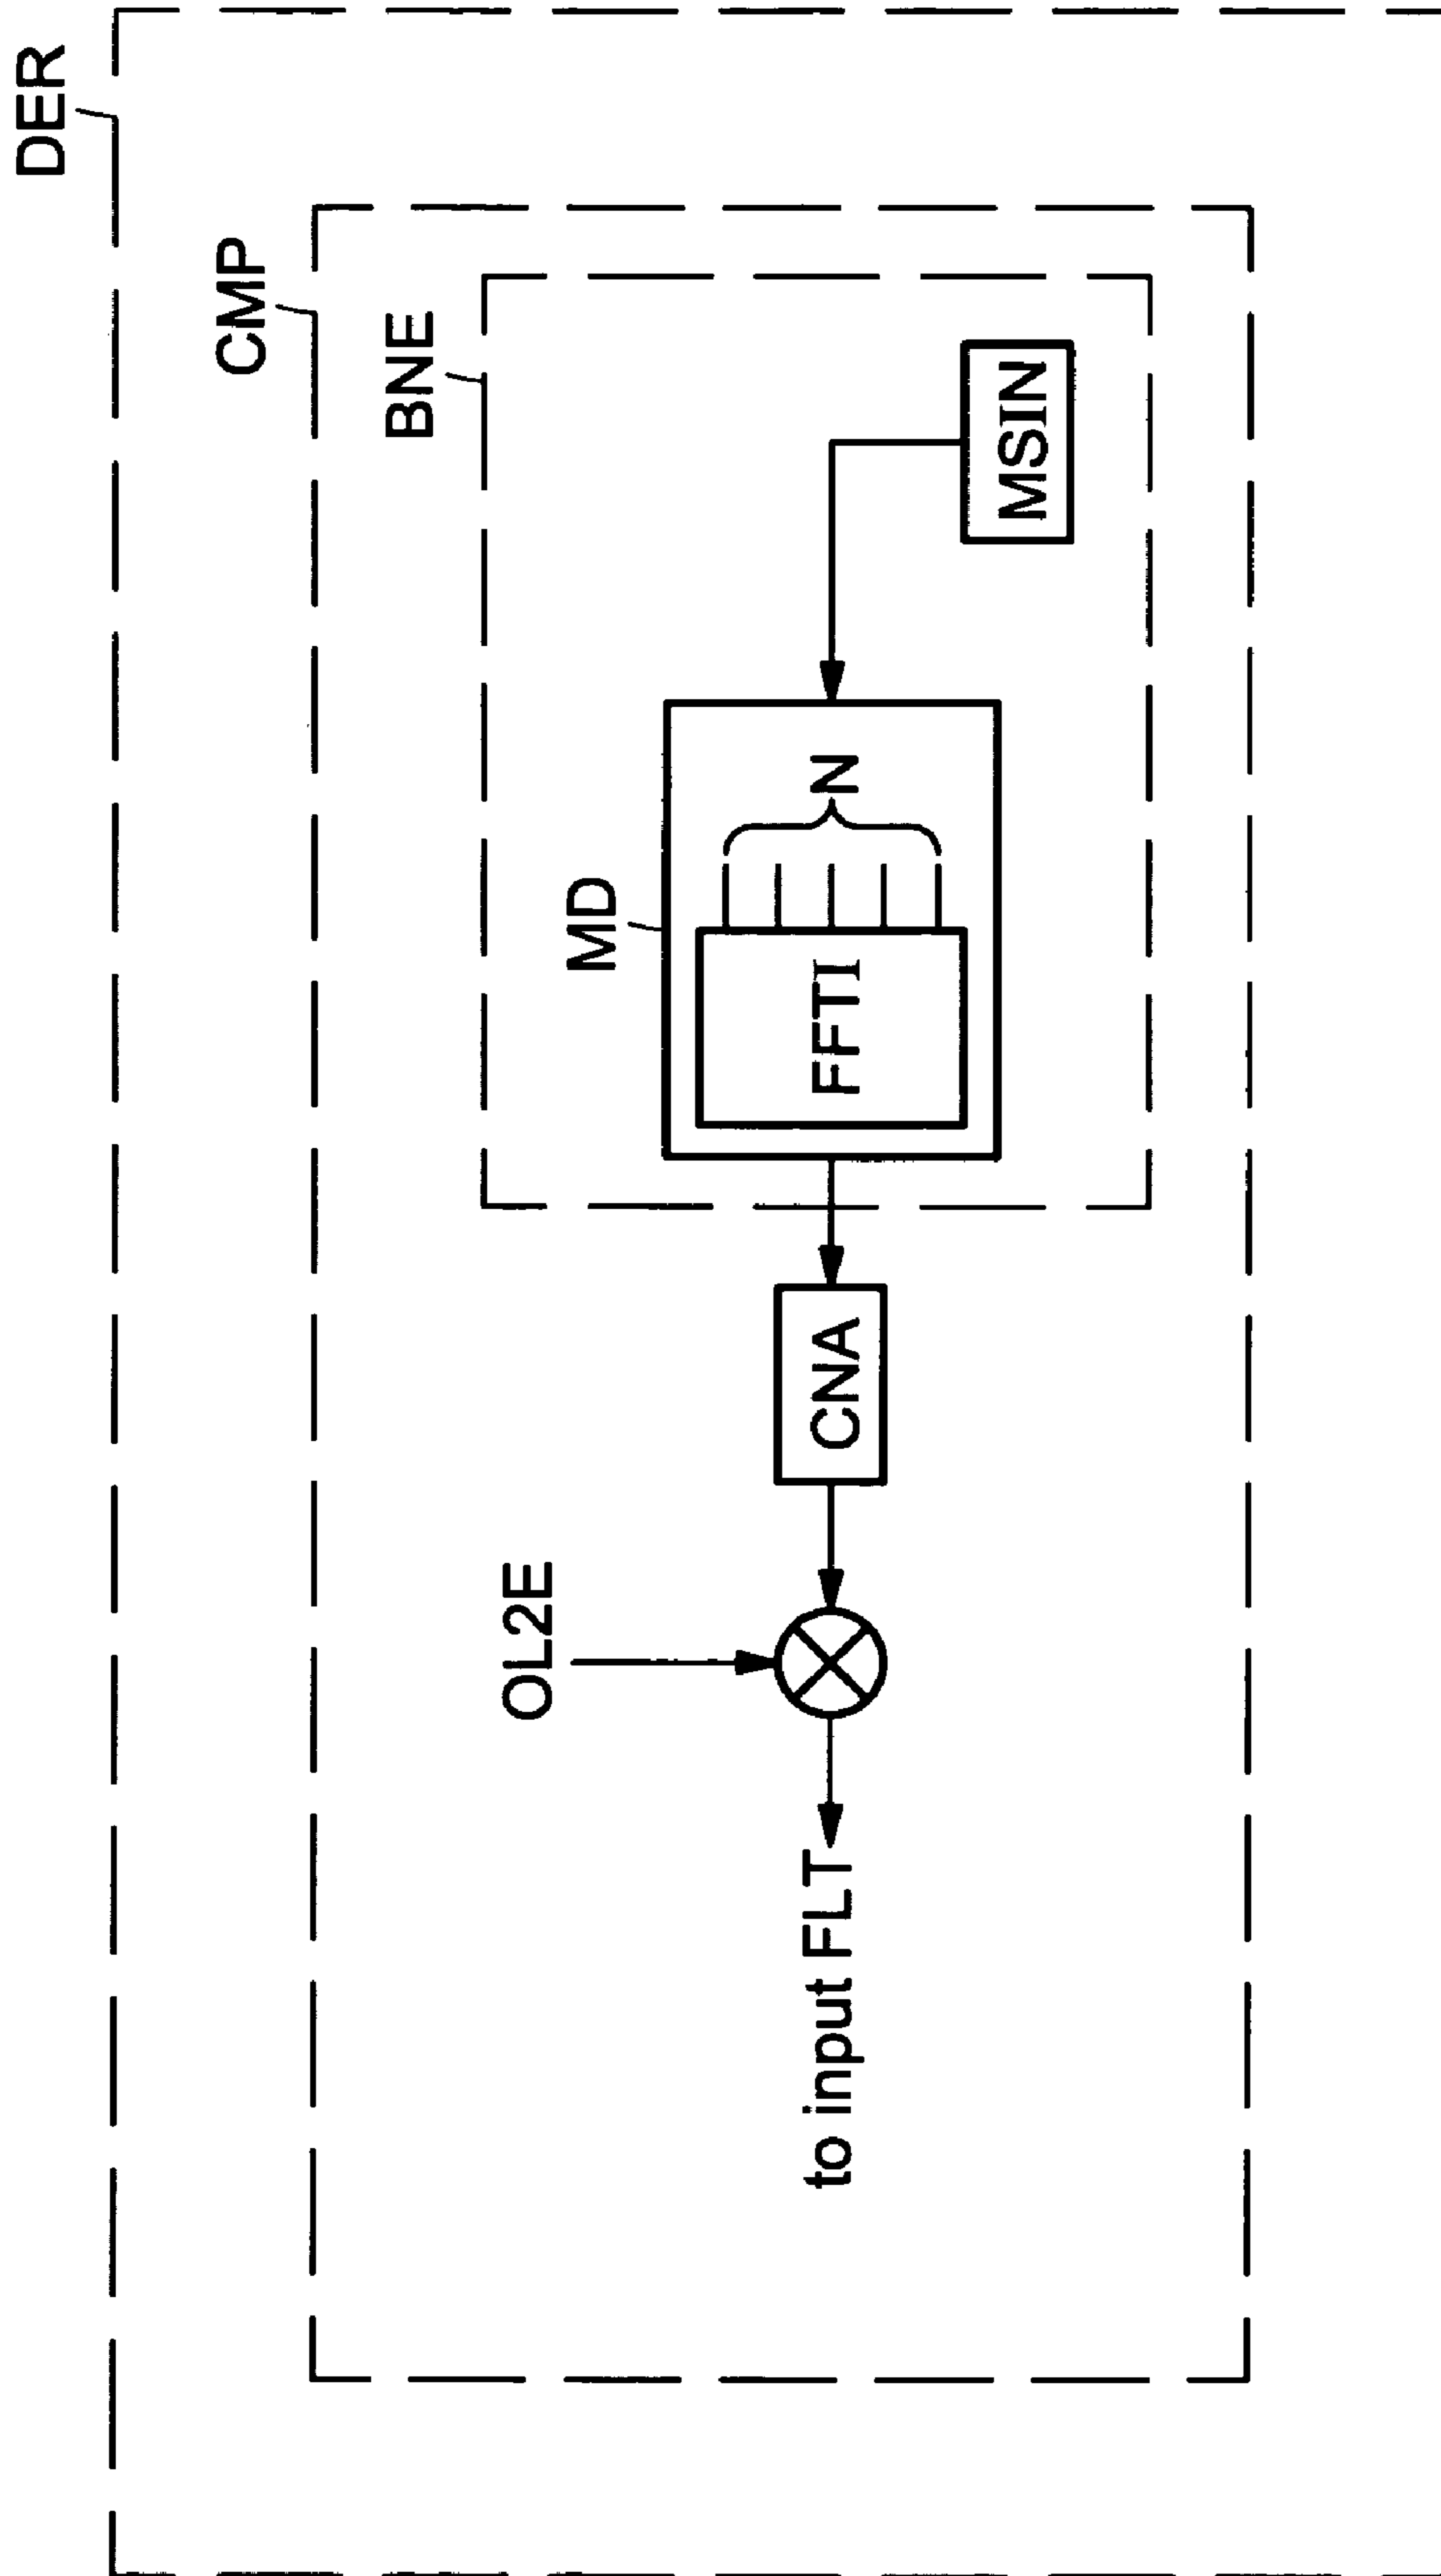 DER
CMP
BNE
MD
N
FFTI
MSIN
CNA
OL2E
to input FLT